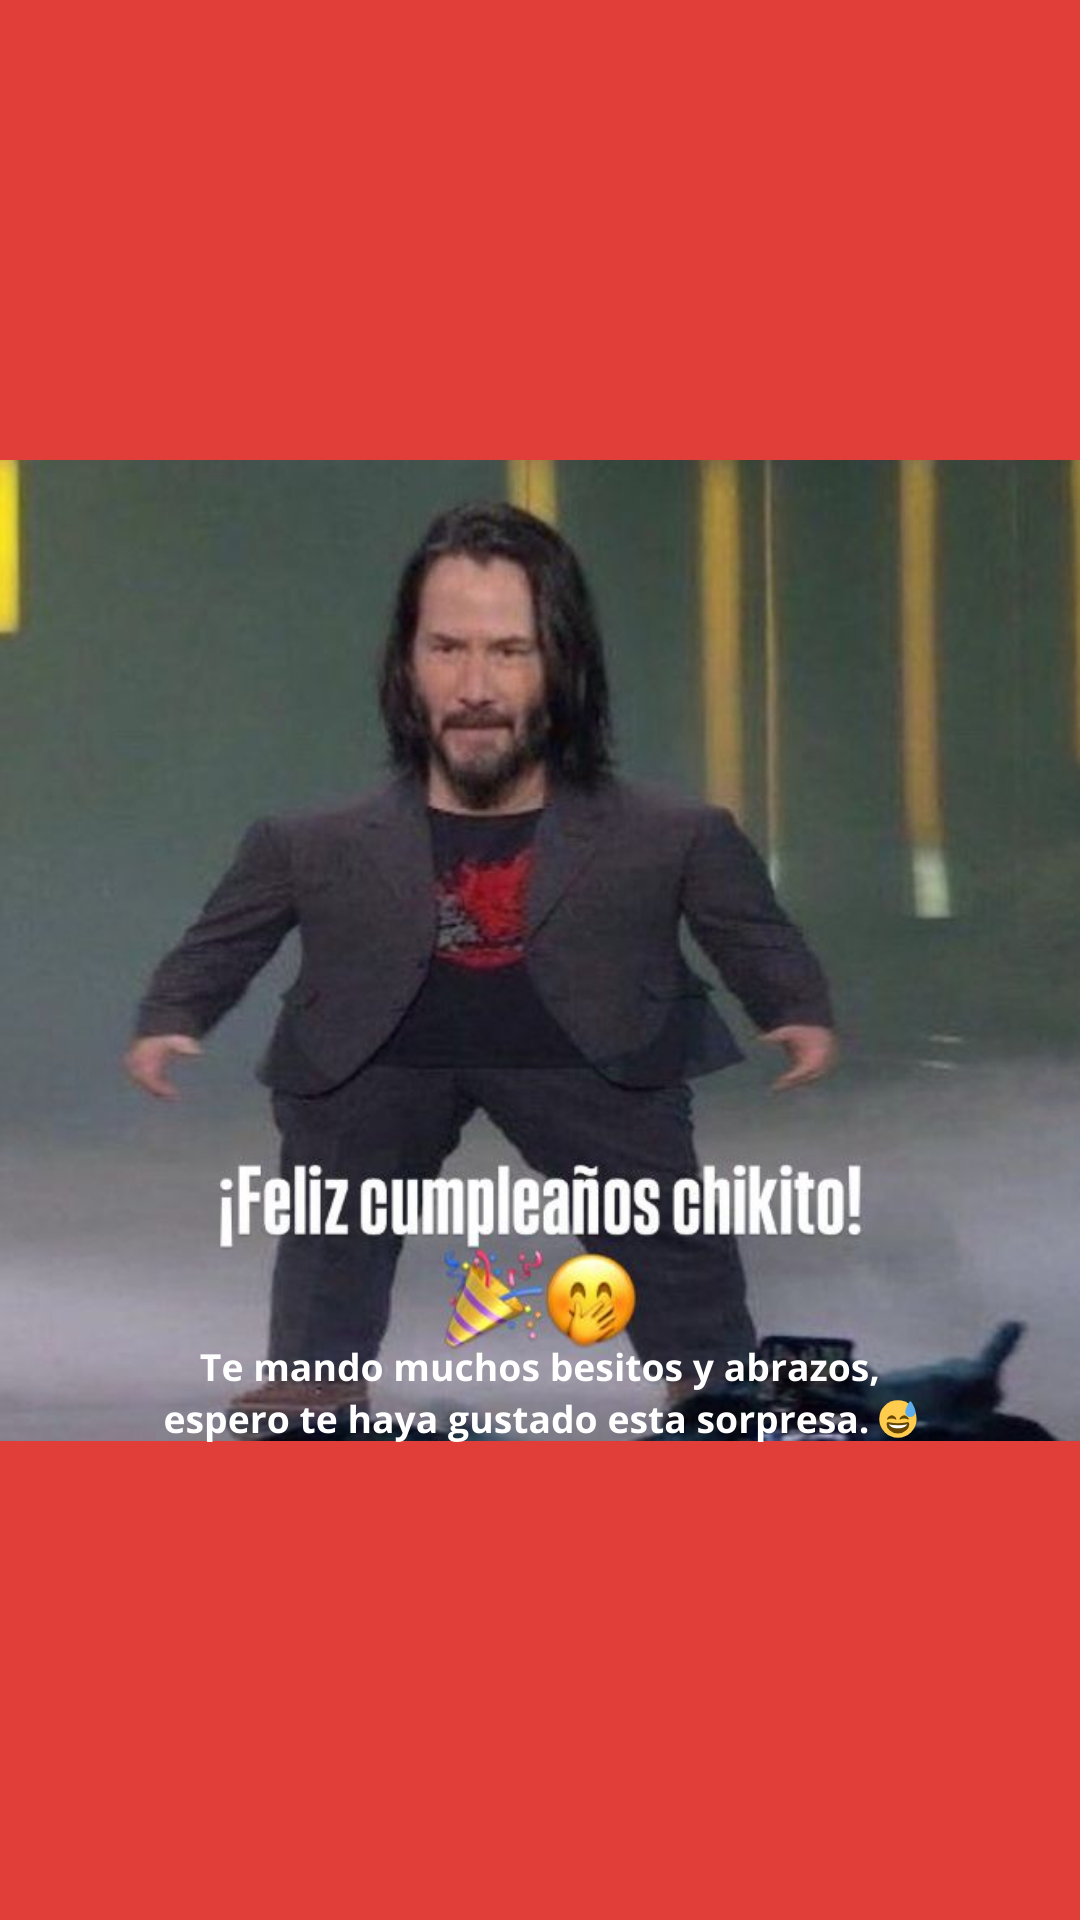 ¡Feliz cumpleaños chikito!
🎉🤭
Te mando muchos besitos y abrazos,
espero te haya gustado esta sorpresa. 😅